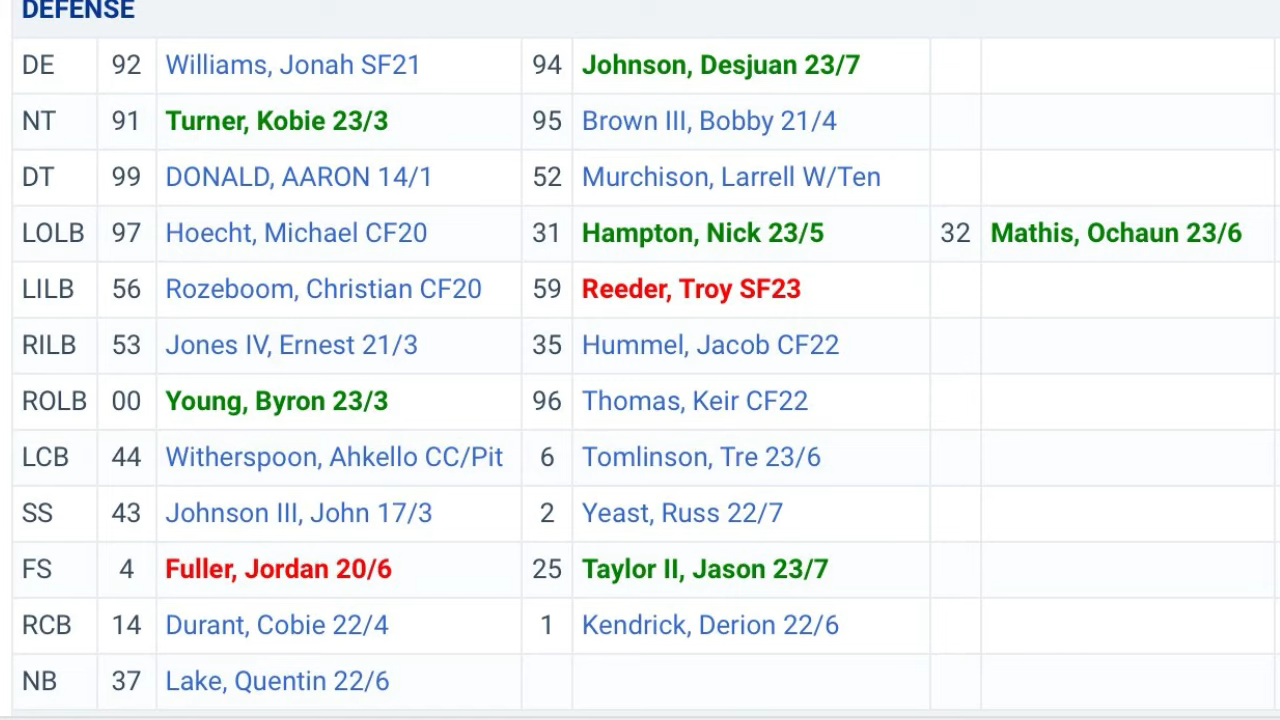 DEFENSE
DE 92 Williams, Jonah SF21 94 Johnson, Desjuan 23/7
NT 91 Turner, Kobie 23/3 95 Brown III, Bobby 21/4
DT 99 DONALD, AARON 14/1 52 Murchison, Larrell W/Ten
LOLB 97 Hoecht, Michael CF20 31 Hampton, Nick 23/5 32 Mathis, Ochaun 23/6
LILB 56 Rozeboom, Christian CF20 59 Reeder, Troy SF23
RILB 53 Jones IV, Ernest 21/3 35 Hummel, Jacob CF22
ROLB 00 Young, Byron 23/3 96 Thomas, Keir CF22
LCB 44 Witherspoon, Ahkello CC/Pit 6 Tomlinson, Tre 23/6
SS 43 Johnson III, John 17/3 2 Yeast, Russ 22/7
FS 4 Fuller, Jordan 20/6 25 Taylor II, Jason 23/7
RCB 14 Durant, Cobie 22/4 1 Kendrick, Derion 22/6
NB 37 Lake, Quentin 22/6